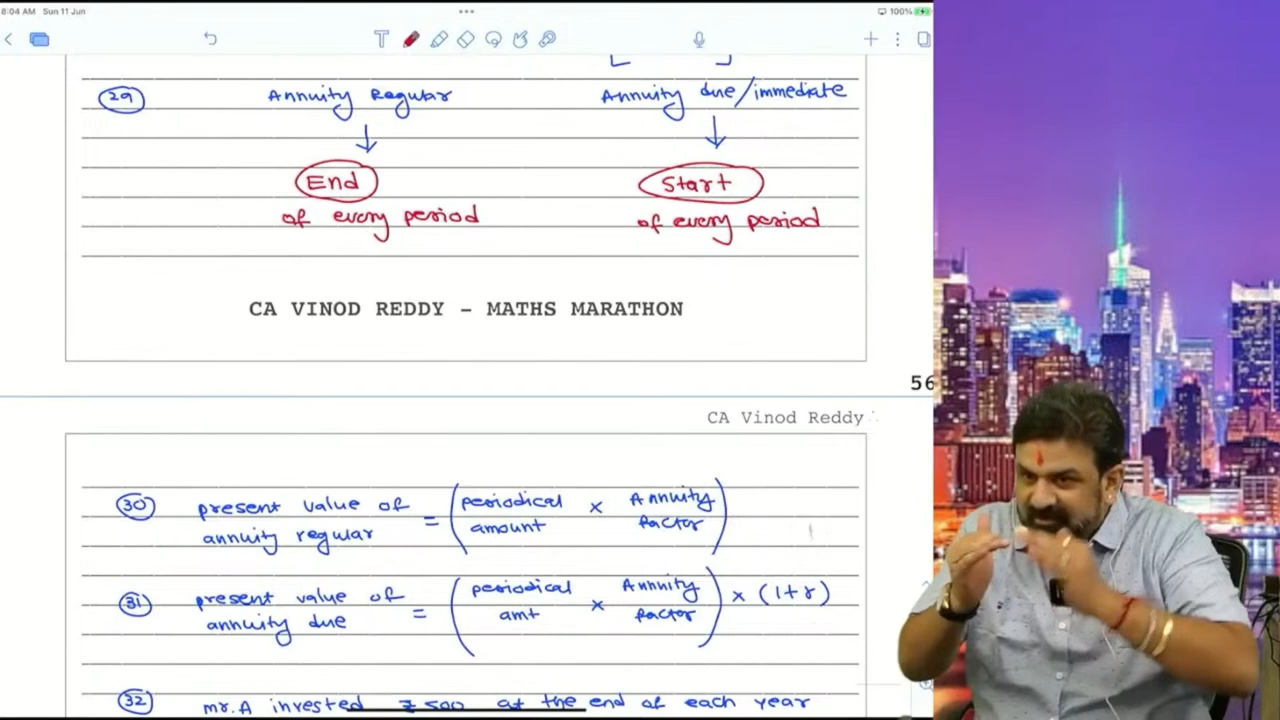 8:04 AM Sun 11 Jun
100%
T
29 Annuity Regular Annuity due/immediate
End Start
of every period of every period
CA VINOD REDDY - MATHS MARATHON
56
CA Vinod Reddy
30 present value of annuity regular = (periodical amount × Annuity factor)
31 present value of annuity due = (periodical amt × Annuity factor) × (1+r)
32 mr.A invested ₹500 at the end of each year